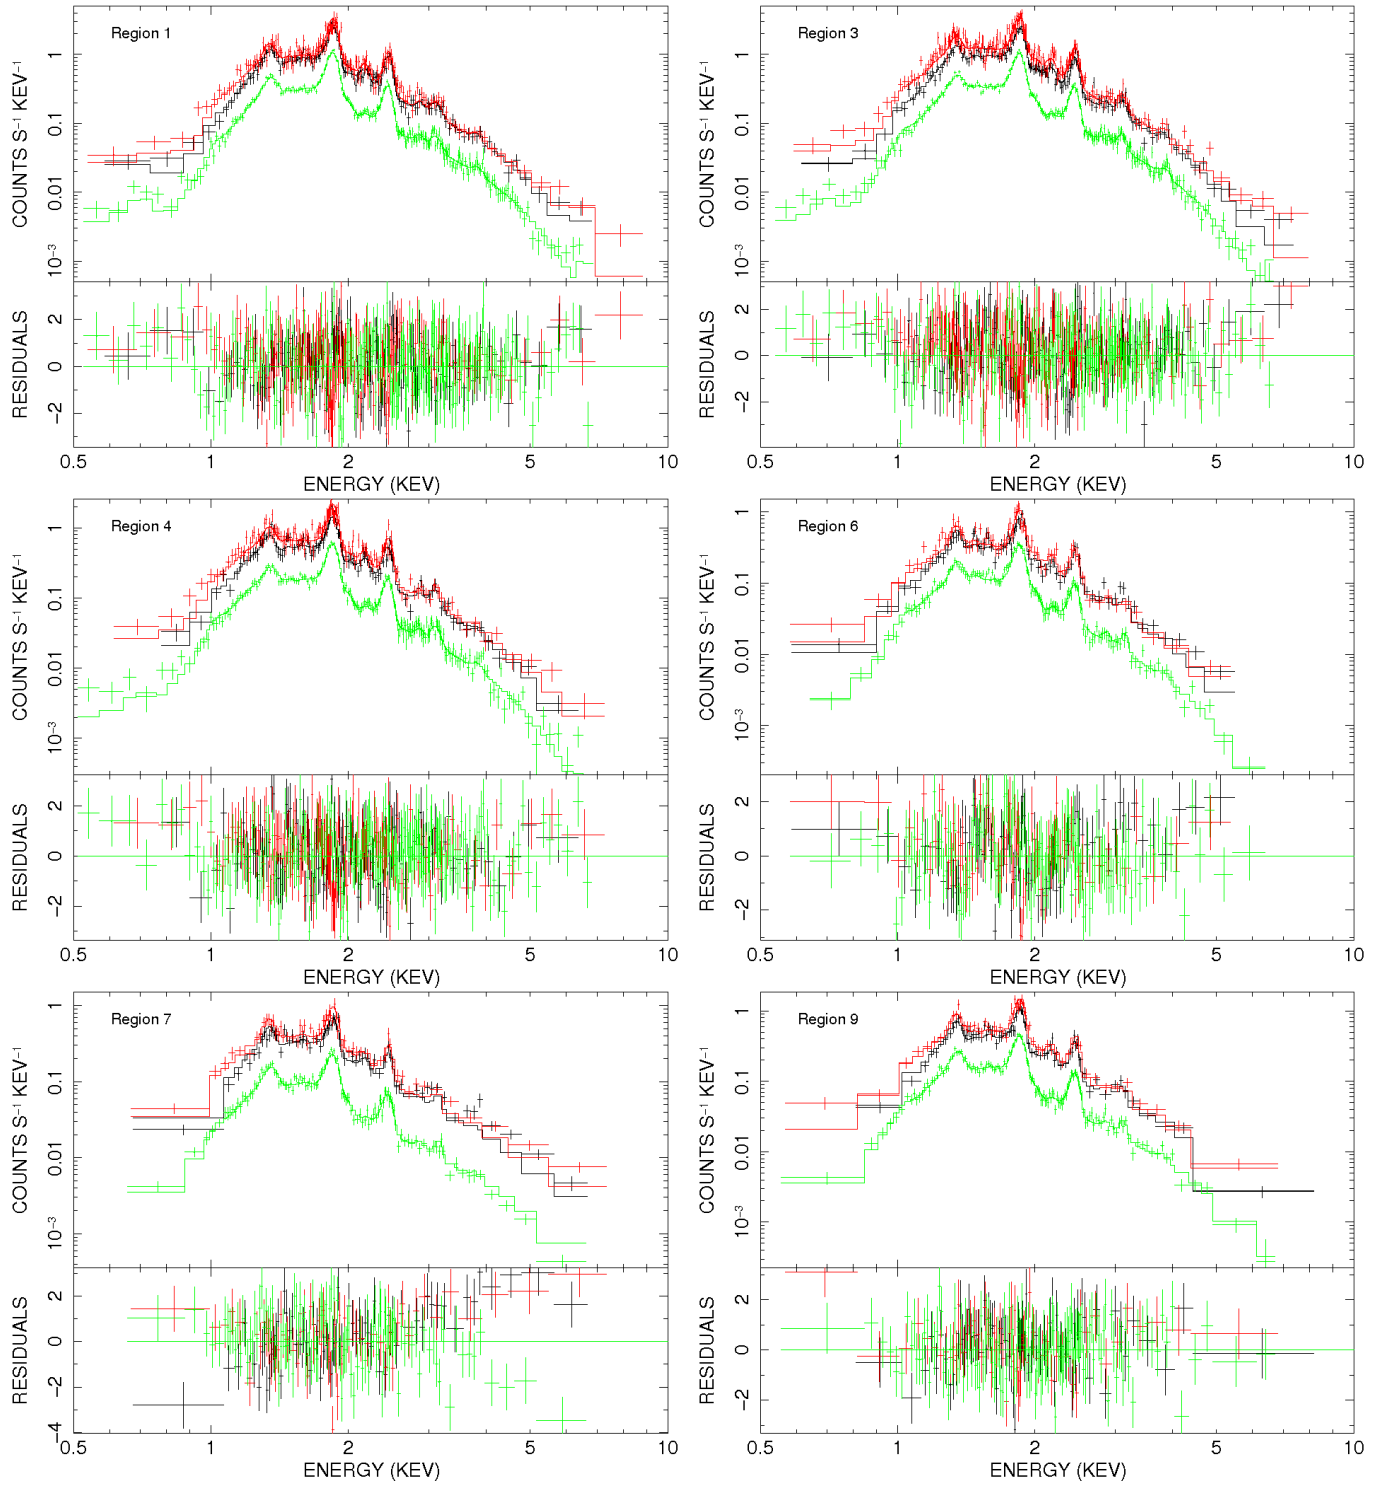 Region 1
COUNTS S⁻¹ KEV⁻¹
1
0.1
0.01
10⁻³
RESIDUALS
2
0
−2
0.5 1 2 5 10
ENERGY (KEV)
Region 3
COUNTS S⁻¹ KEV⁻¹
1
0.1
0.01
10⁻³
RESIDUALS
2
0
−2
0.5 1 2 5 10
ENERGY (KEV)
Region 4
COUNTS S⁻¹ KEV⁻¹
1
0.1
0.01
10⁻³
RESIDUALS
2
0
−2
0.5 1 2 5 10
ENERGY (KEV)
Region 6
COUNTS S⁻¹ KEV⁻¹
1
0.1
0.01
10⁻³
RESIDUALS
2
0
−2
0.5 1 2 5 10
ENERGY (KEV)
Region 7
COUNTS S⁻¹ KEV⁻¹
1
0.1
0.01
10⁻³
RESIDUALS
2
0
−2
−4
0.5 1 2 5 10
ENERGY (KEV)
Region 9
COUNTS S⁻¹ KEV⁻¹
1
0.1
0.01
10⁻³
RESIDUALS
2
0
−2
0.5 1 2 5 10
ENERGY (KEV)